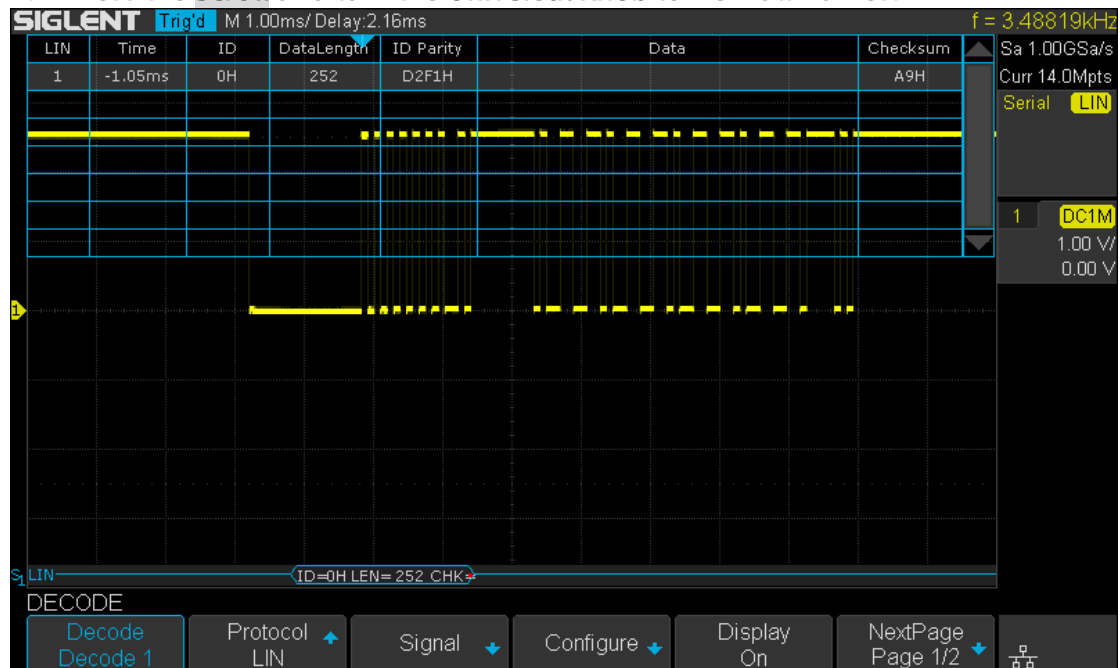 SIGLENT Trig'd M 1.00ms/ Delay:2.16ms f = 3.48819kHz
LIN Time ID DataLength ID Parity Data Checksum
1 -1.05ms 0H 252 D2F1H A9H
Sa 1.00GSa/s
Curr 14.0Mpts
Serial LIN
1 DC1M
1.00 V/
0.00 V
1
S1 LIN ID=0H LEN=252 CHK=
DECODE
Decode Protocol Signal Configure Display NextPage
Decode 1 LIN On Page 1/2